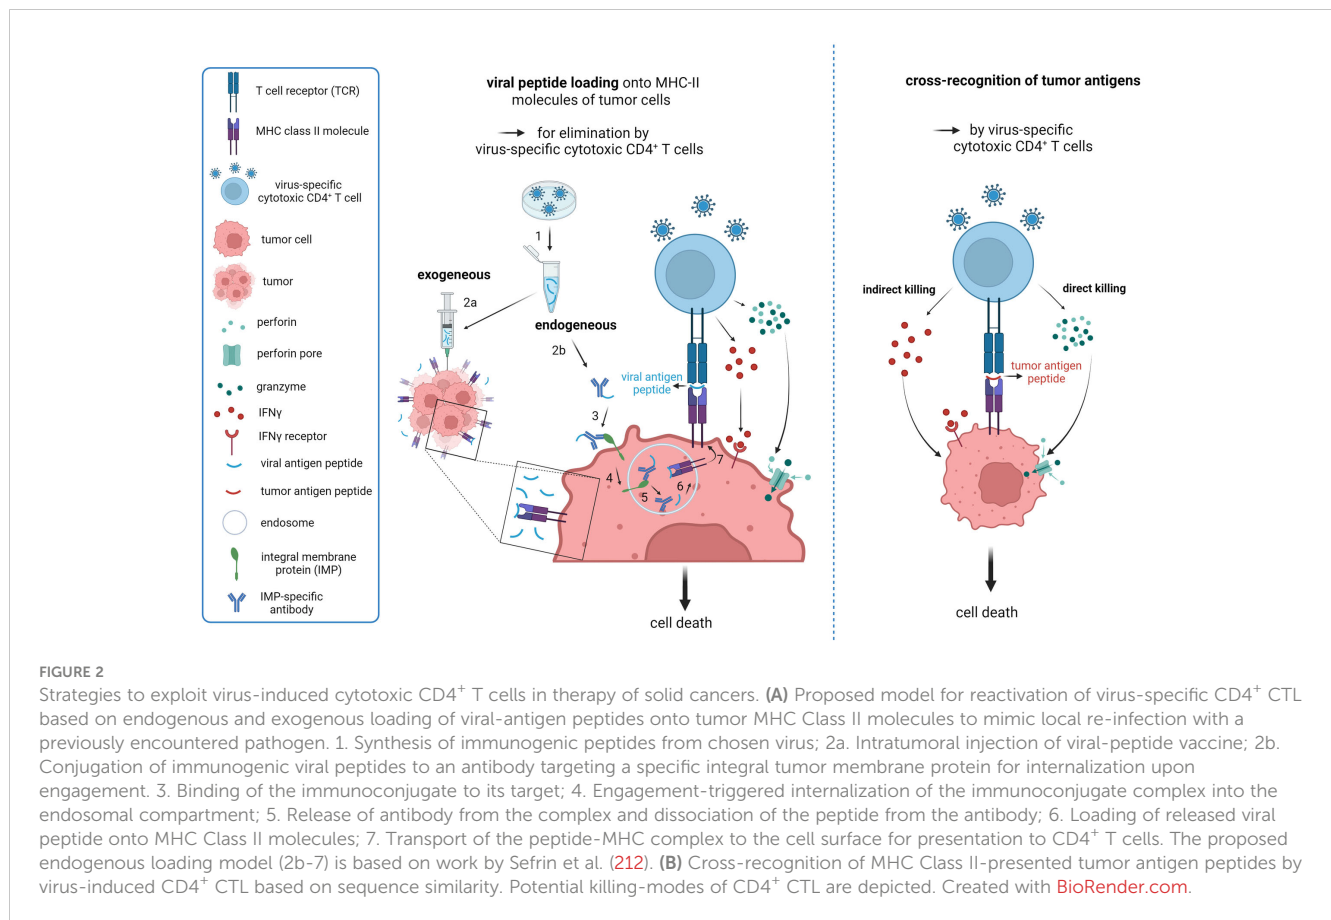 T cell receptor (TCR)
MHC class II molecule
virus-specific
cytotoxic CD4⁺ T cell
tumor cell
tumor
perforin
perforin pore
granzyme
IFNγ
IFNγ receptor
viral antigen peptide
tumor antigen peptide
endosome
integral membrane
protein (IMP)
IMP-specific
antibody
viral peptide loading onto MHC-II
molecules of tumor cells
for elimination by
virus-specific cytotoxic CD4⁺ T cells
1
exogeneous
2a
endogeneous
2b
3
viral antigen
peptide
4
5
6
7
cell death
cross-recognition of tumor antigens
by virus-specific
cytotoxic CD4⁺ T cells
indirect killing
direct killing
tumor antigen
peptide
cell death
FIGURE 2
Strategies to exploit virus-induced cytotoxic CD4⁺ T cells in therapy of solid cancers. (A) Proposed model for reactivation of virus-specific CD4⁺ CTL
based on endogenous and exogenous loading of viral-antigen peptides onto tumor MHC Class II molecules to mimic local re-infection with a
previously encountered pathogen. 1. Synthesis of immunogenic peptides from chosen virus; 2a. Intratumoral injection of viral-peptide vaccine; 2b.
Conjugation of immunogenic viral peptides to an antibody targeting a specific integral tumor membrane protein for internalization upon
engagement. 3. Binding of the immunoconjugate to its target; 4. Engagement-triggered internalization of the immunoconjugate complex into the
endosomal compartment; 5. Release of antibody from the complex and dissociation of the peptide from the antibody; 6. Loading of released viral
peptide onto MHC Class II molecules; 7. Transport of the peptide-MHC complex to the cell surface for presentation to CD4⁺ T cells. The proposed
endogenous loading model (2b-7) is based on work by Sefrin et al. (212). (B) Cross-recognition of MHC Class II-presented tumor antigen peptides by
virus-induced CD4⁺ CTL based on sequence similarity. Potential killing-modes of CD4⁺ CTL are depicted. Created with BioRender.com.